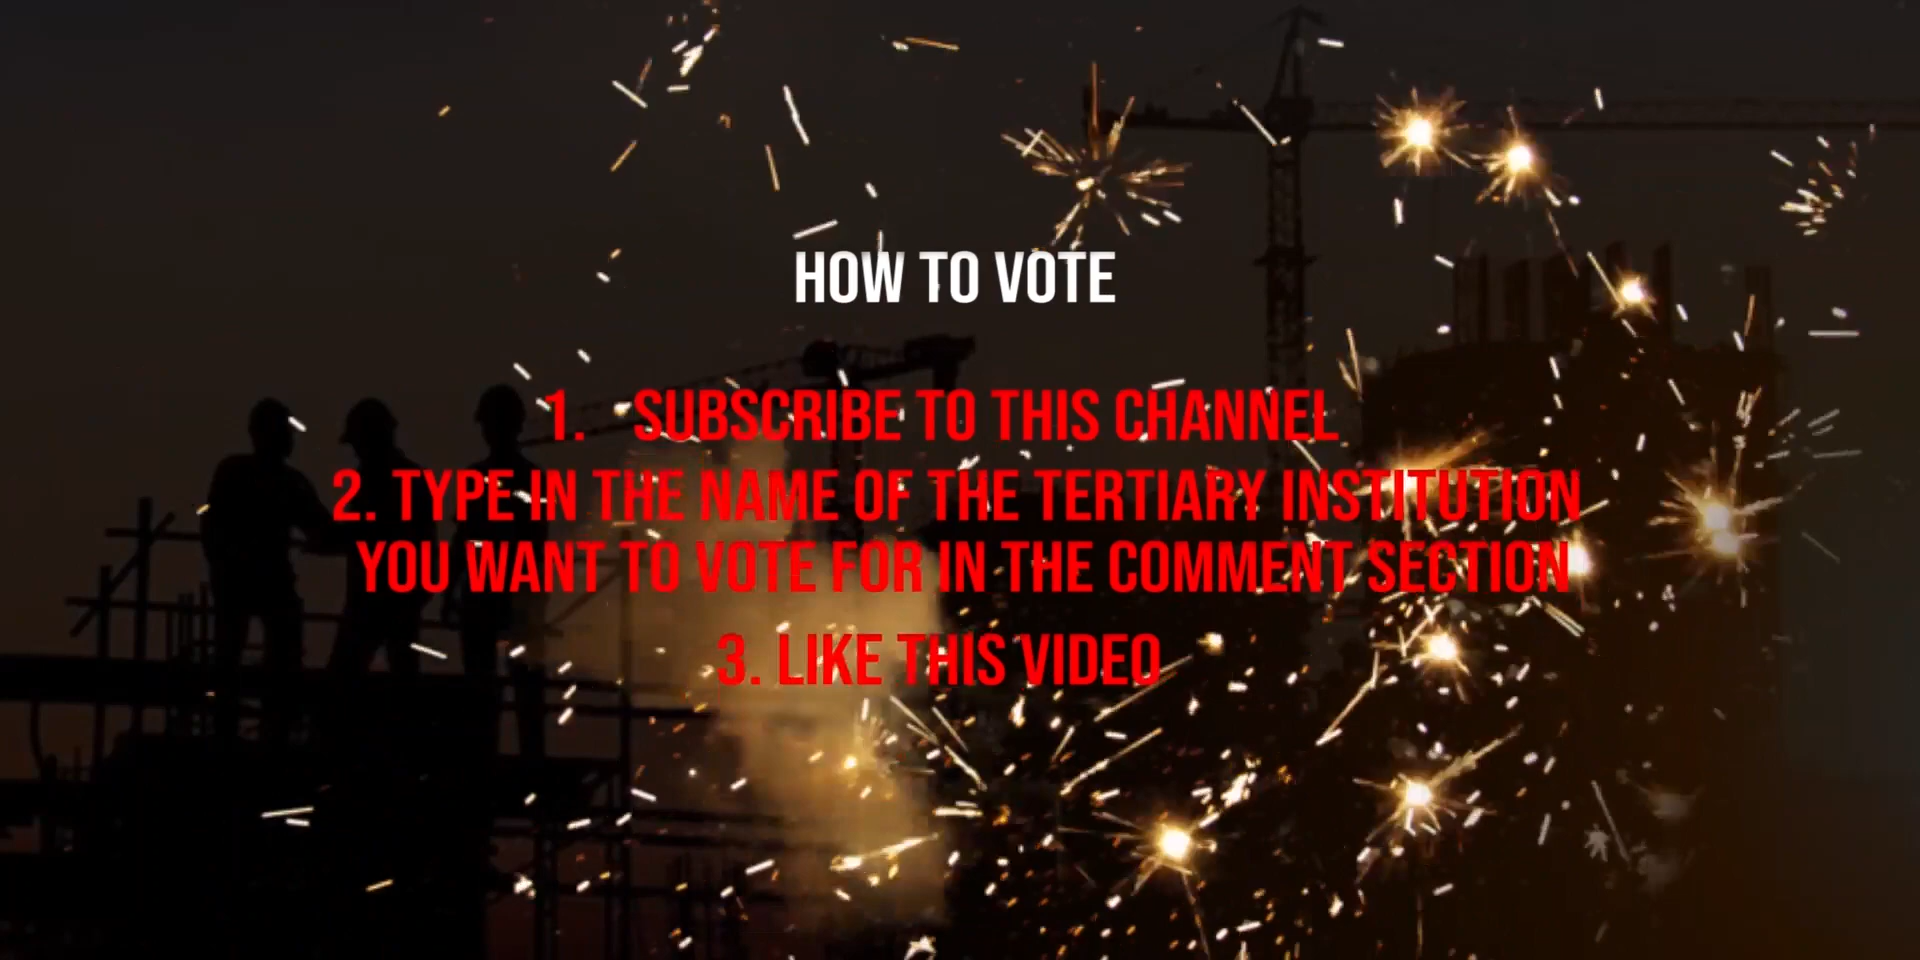 HOW TO VOTE
1. SUBSCRIBE TO THIS CHANNEL
2. TYPE IN THE NAME OF THE TERTIARY INSTITUTION
YOU WANT TO VOTE FOR IN THE COMMENT SECTION
3. LIKE THIS VIDEO